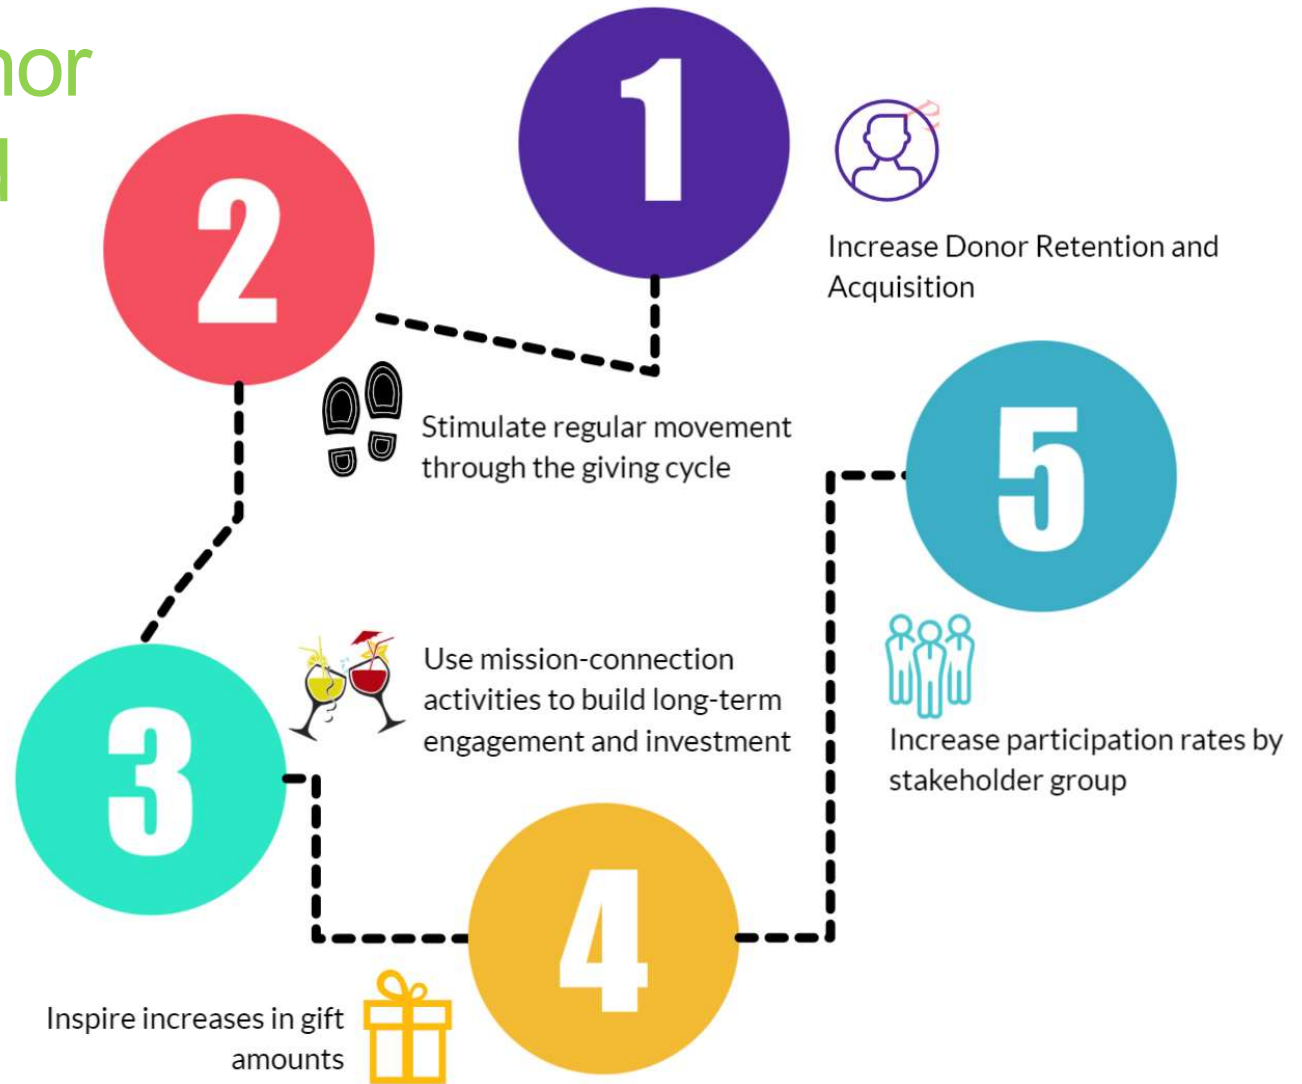 nor
1
Increase Donor Retention and
Acquisition
2
Stimulate regular movement
through the giving cycle
3
Use mission-connection
activities to build long-term
engagement and investment
4
Inspire increases in gift
amounts
5
Increase participation rates by
stakeholder group